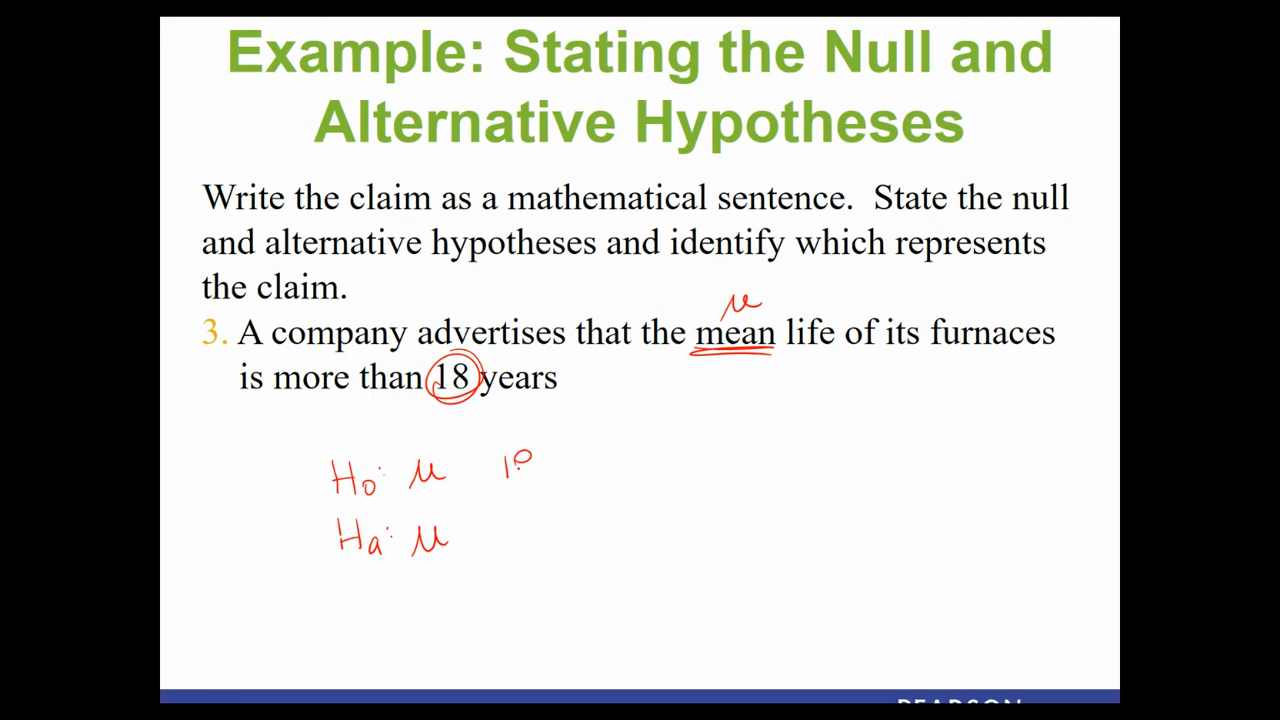 Example: Stating the Null and
Alternative Hypotheses
Write the claim as a mathematical sentence. State the null
and alternative hypotheses and identify which represents
the claim.
μ
3. A company advertises that the mean life of its furnaces
is more than 18 years
H₀: μ 18
Hₐ: μ
PEARSON